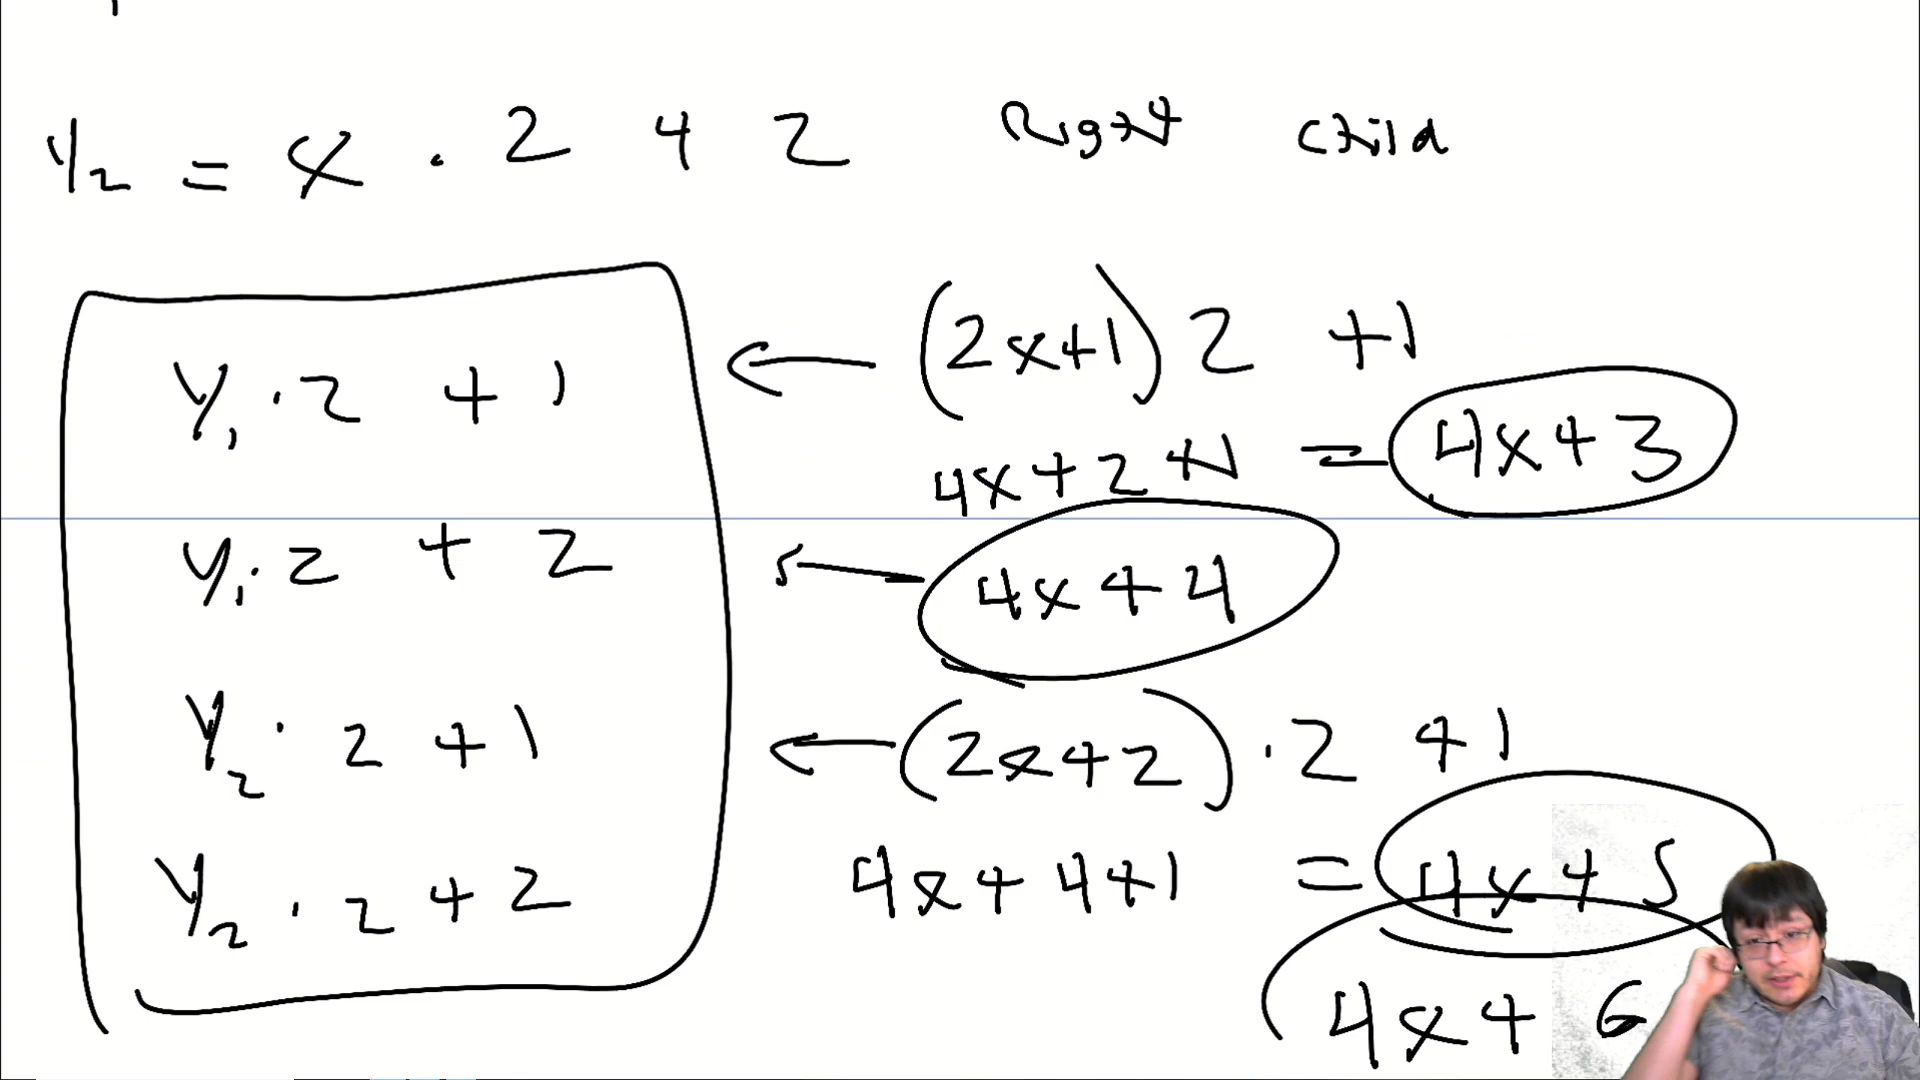 y₂ = x · 2 + 2 Right Child
y₁ · 2 + 1 ← (2x+1) 2 + 1
4x + 2 + 1 = 4x + 3
y₁ · 2 + 2 ← 4x + 4
y₂ · 2 + 1 ← (2x+2) · 2 + 1
y₂ · 2 + 2 4x + 4 + 1 = 4x + 5
4x + 6